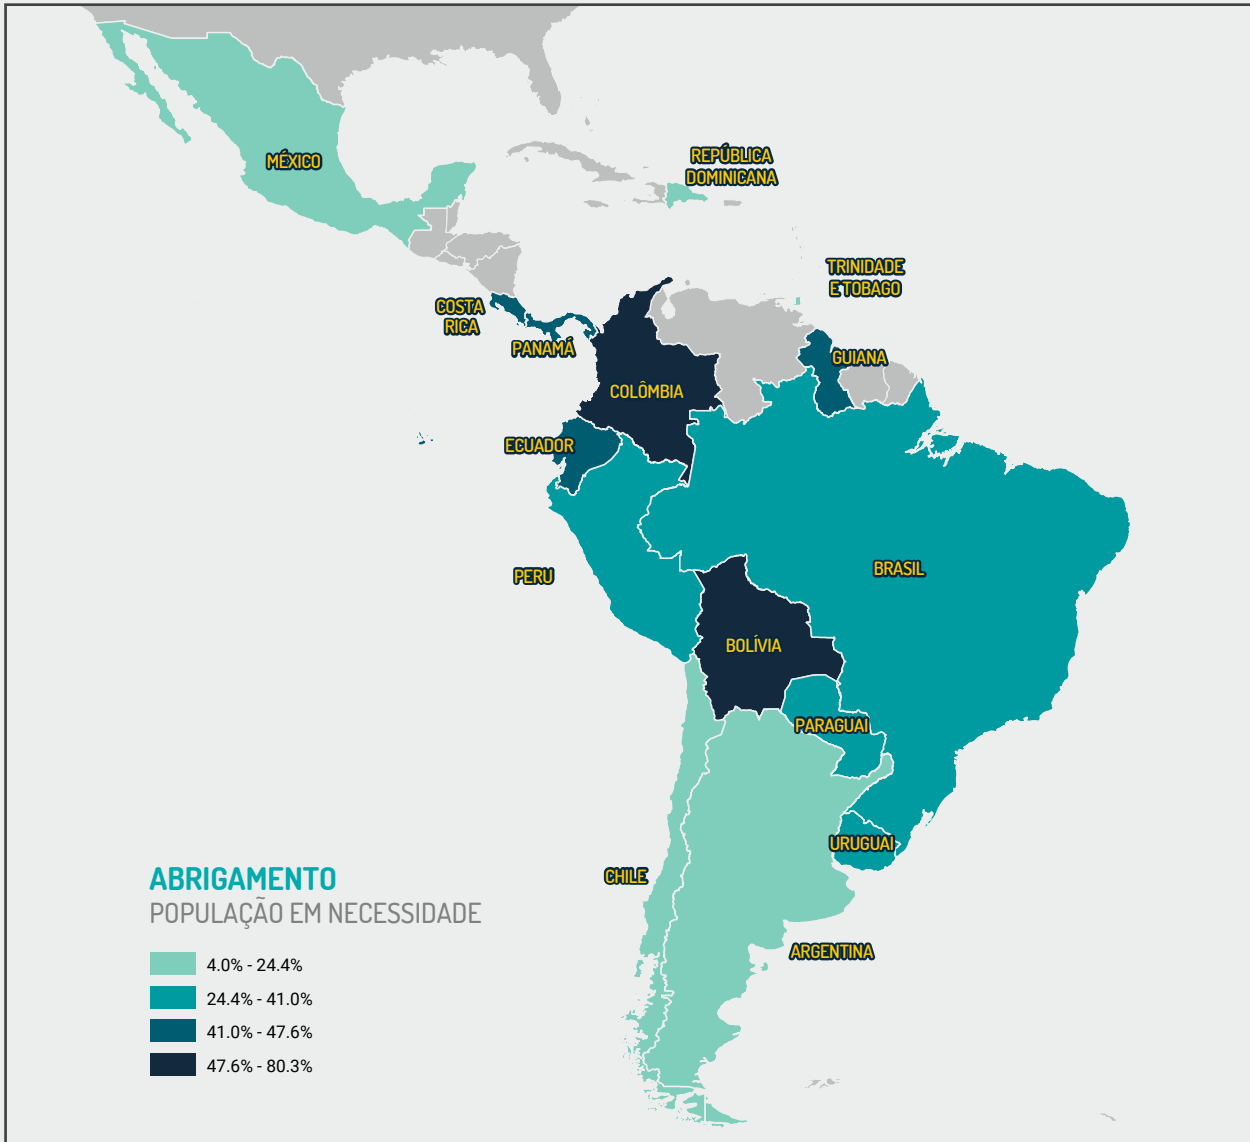 MÉXICO
REPÚBLICA
DOMINICANA
TRINIDADE
E TOBAGO
COSTA
RICA
PANAMÁ
GUIANA
COLÔMBIA
ECUADOR
BRASIL
PERU
BOLÍVIA
PARAGUAI
URUGUAI
CHILE
ARGENTINA
ABRIGAMENTO
POPULAÇÃO EM NECESSIDADE
4.0% - 24.4%
24.4% - 41.0%
41.0% - 47.6%
47.6% - 80.3%